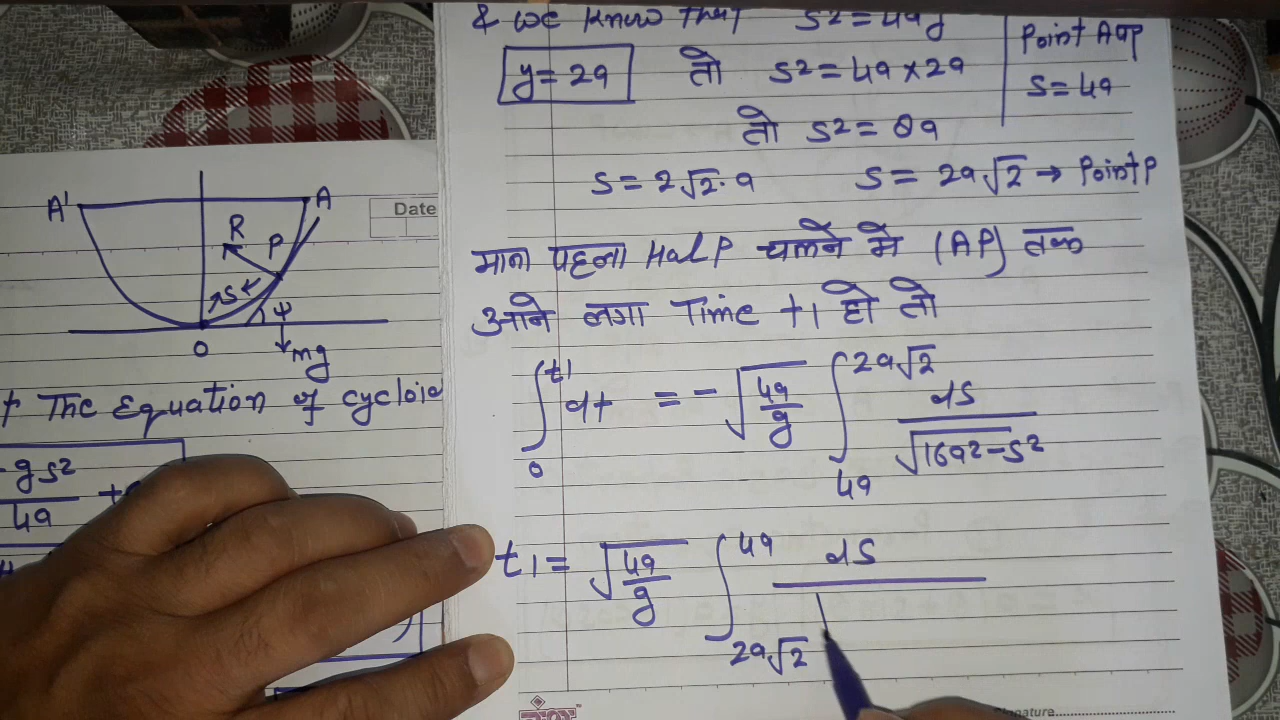 & we know that s² = 4ay
y = 2a तो s² = 4a × 2a
Point A पर
s = 4a
तो s² = 8a
s = 2√2·a s = 2a√2 → Point P
माना पहला Half चलने मे (AP) तक
आने लगा Time t1 हो तो
∫₀^t1 dt = -√(4a/g) ∫_4a^2a√2 ds/√(16a²-s²)
t1 = √(4a/g) ∫_2a√2^4a ds
Date
A' A
R P
S ψ
O mg
The Equation of cycloid
gs²/4a +
Signature